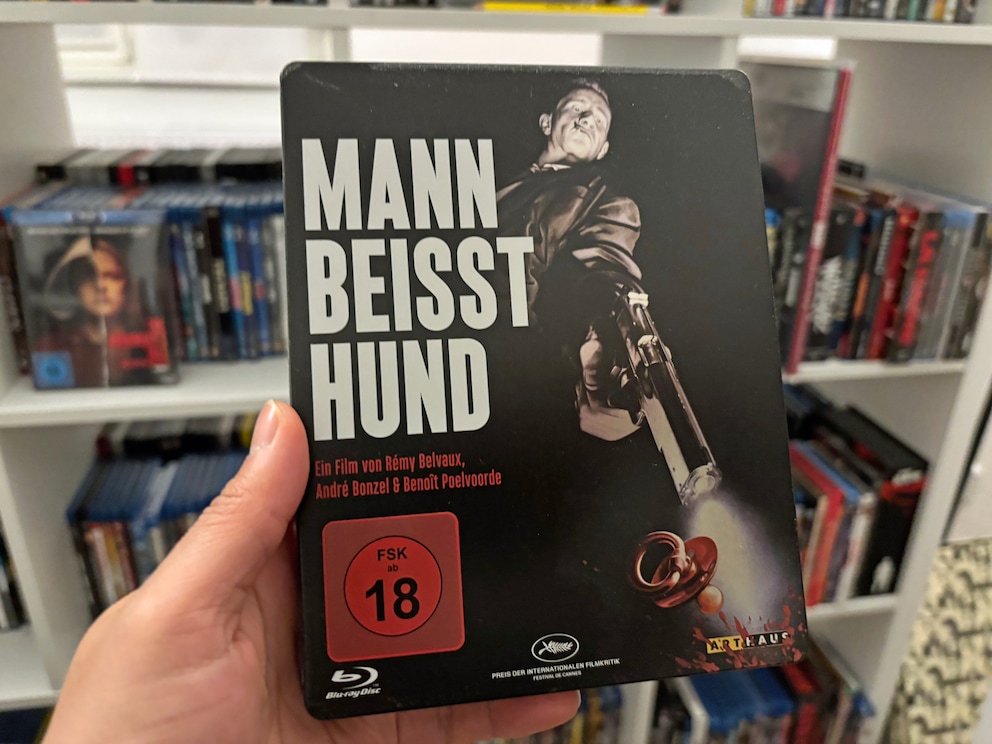 MANN
BEISST
HUND
Ein Film von Rémy Belvaux,
André Bonzel & Benoît Poelvoorde
FSK
ab
18
Blu-ray Disc
PREIS DER INTERNATIONALEN FILMKRITIK
FESTIVAL DE CANNES
ARTHAUS